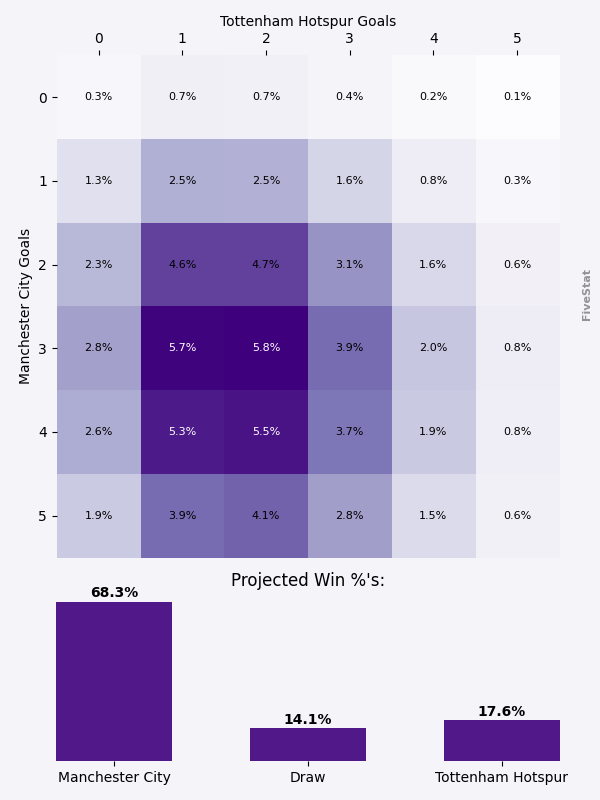 Tottenham Hotspur Goals
0 1 2 3 4 5
0 0.3% 0.7% 0.7% 0.4% 0.2% 0.1%
1 1.3% 2.5% 2.5% 1.6% 0.8% 0.3%
2 2.3% 4.6% 4.7% 3.1% 1.6% 0.6%
3 2.8% 5.7% 5.8% 3.9% 2.0% 0.8%
4 2.6% 5.3% 5.5% 3.7% 1.9% 0.8%
5 1.9% 3.9% 4.1% 2.8% 1.5% 0.6%
Manchester City Goals
FiveStat
Projected Win %'s:
68.3% 14.1% 17.6%
Manchester City Draw Tottenham Hotspur